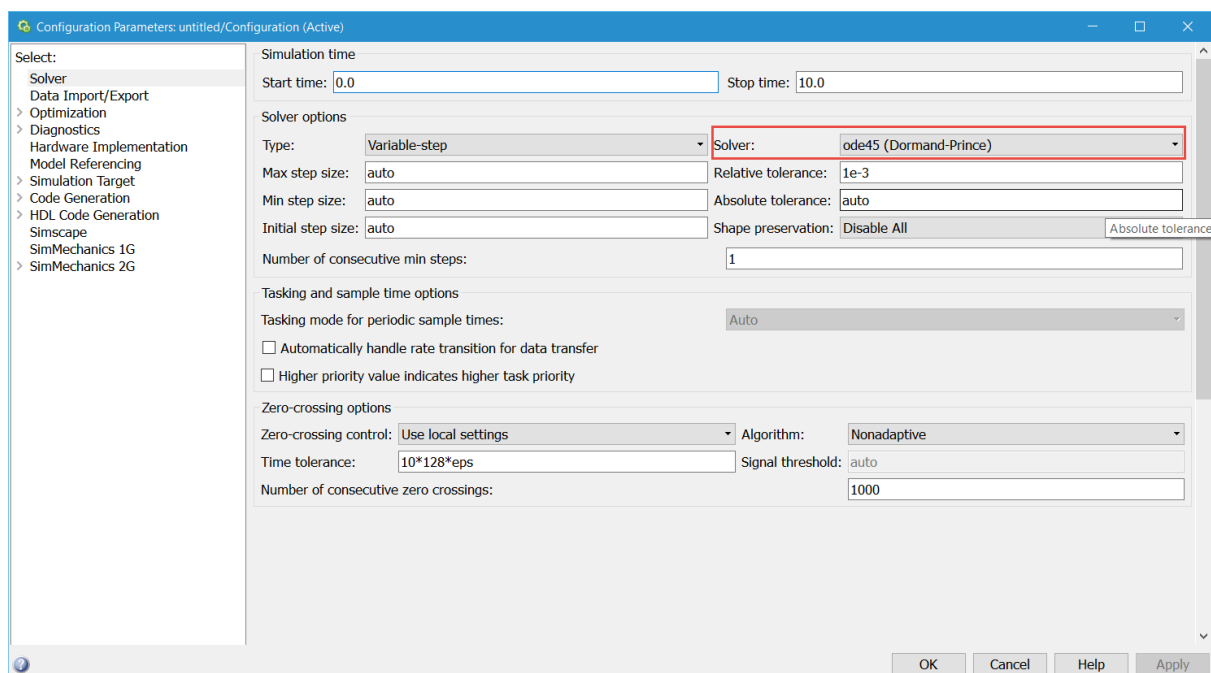 Configuration Parameters: untitled/Configuration (Active)
Select:
Solver
Data Import/Export
Optimization
Diagnostics
Hardware Implementation
Model Referencing
Simulation Target
Code Generation
HDL Code Generation
Simscape
SimMechanics 1G
SimMechanics 2G
Simulation time
Start time: 0.0 Stop time: 10.0
Solver options
Type: Variable-step Solver: ode45 (Dormand-Prince)
Max step size: auto Relative tolerance: 1e-3
Min step size: auto Absolute tolerance: auto
Initial step size: auto Shape preservation: Disable All
Absolute tolerance
Number of consecutive min steps: 1
Tasking and sample time options
Tasking mode for periodic sample times: Auto
Automatically handle rate transition for data transfer
Higher priority value indicates higher task priority
Zero-crossing options
Zero-crossing control: Use local settings Algorithm: Nonadaptive
Time tolerance: 10*128*eps Signal threshold: auto
Number of consecutive zero crossings: 1000
OK Cancel Help Apply